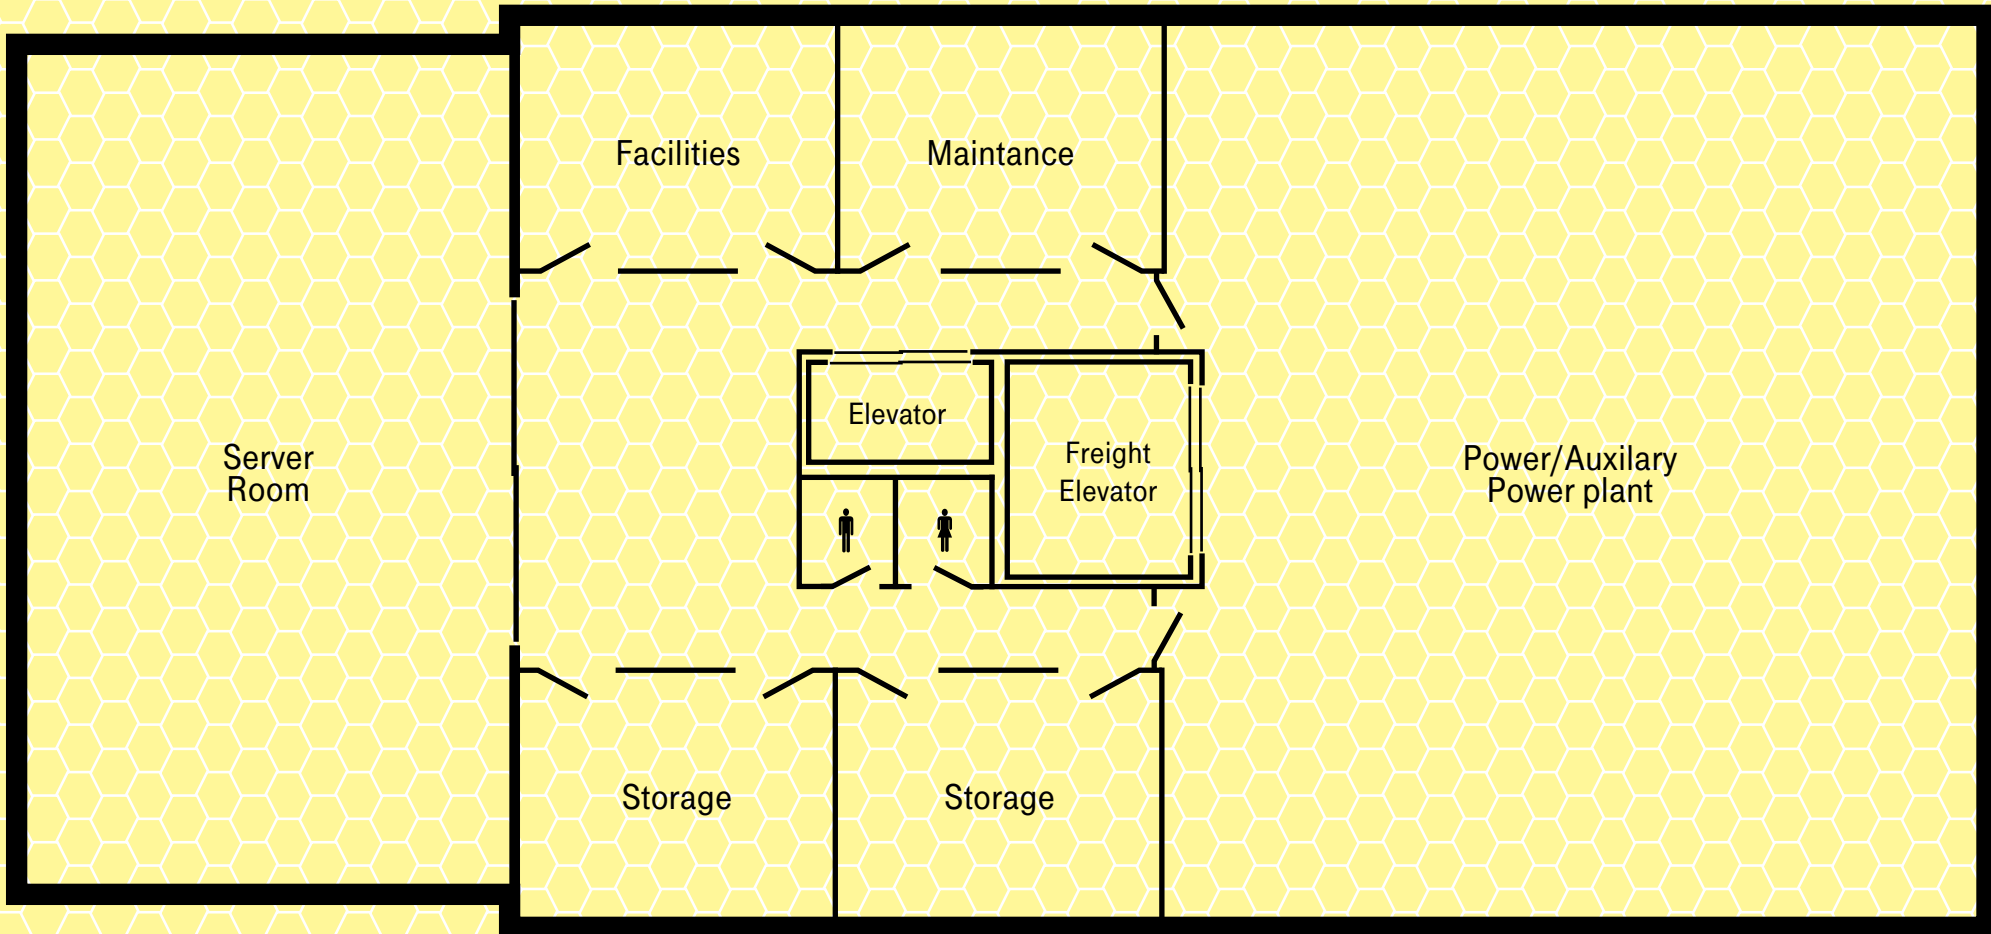 Facilities
Maintance
Elevator
Freight
Elevator
Server
Room
Power/Auxilary
Power plant
Storage
Storage